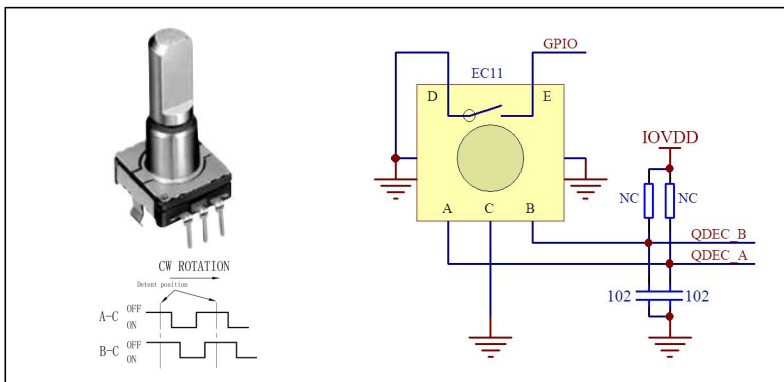 GPIO
EC11
D
E
IOVDD
NC
NC
A
C
B
QDEC_B
QDEC_A
102
102
CW ROTATION
Detent position
A-C
OFF
ON
B-C
OFF
ON